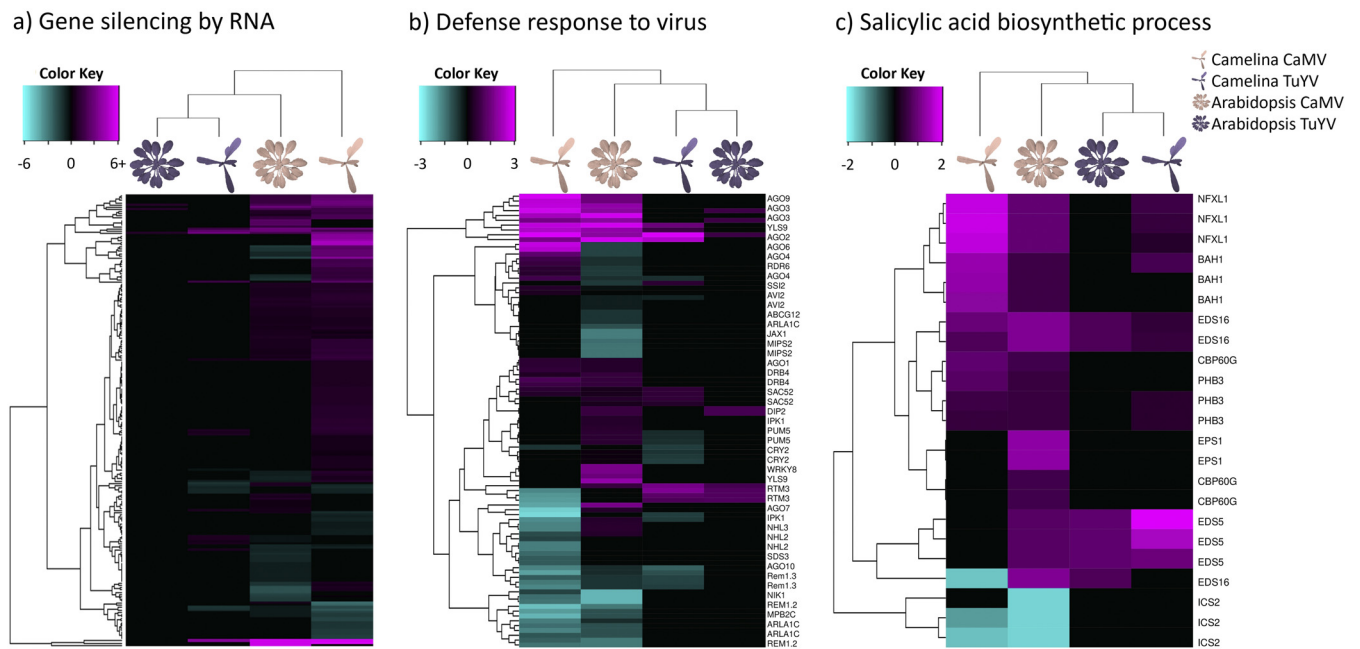 a) Gene silencing by RNA
b) Defense response to virus
c) Salicylic acid biosynthetic process
Color Key
-6 0 6+
Color Key
-3 0 3
Color Key
-2 0 2
Camelina CaMV
Camelina TuYV
Arabidopsis CaMV
Arabidopsis TuYV
AGO9
AGO3
AGO3
YLS9
AGO2
AGO6
AGO4
RDR6
AGO4
SSI2
AVI2
AVI2
ABCG12
ARLA1C
JAX1
MIPS2
MIPS2
AGO1
DRB4
DRB4
SAC52
SAC52
DIP2
IPK1
PUM5
PUM5
CRY2
CRY2
WRKY8
YLS9
RTM3
RTM3
AGO7
IPK1
NHL3
NHL2
NHL2
SDS3
AGO10
Rem1.3
Rem1.3
NIK1
REM1.2
MPB2C
ARLA1C
ARLA1C
REM1.2
NFXL1
NFXL1
NFXL1
BAH1
BAH1
BAH1
EDS16
EDS16
CBP60G
PHB3
PHB3
PHB3
EPS1
EPS1
CBP60G
CBP60G
EDS5
EDS5
EDS5
EDS16
ICS2
ICS2
ICS2